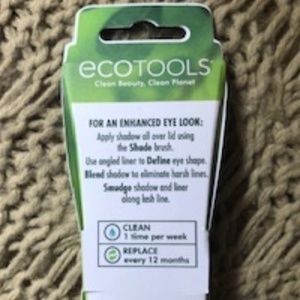 ecoTOOLS
Clean Beauty, Clean Planet
FOR AN ENHANCED EYE LOOK:
Apply shadow all over lid using
the Shade brush.
Use angled liner to Define eye shape.
Blend shadow to eliminate harsh lines.
Smudge shadow and liner
along lash line.
CLEAN
1 time per week
REPLACE
every 12 months